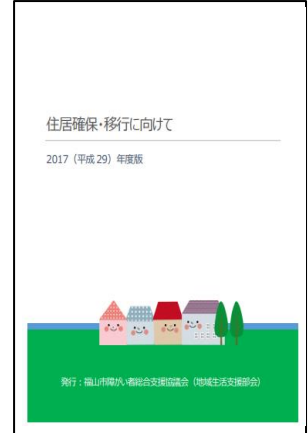 住居確保・移行に向けて
2017（平成 29）年度版
発行：福山市障がい者総合支援協議会（地域生活支援部会）